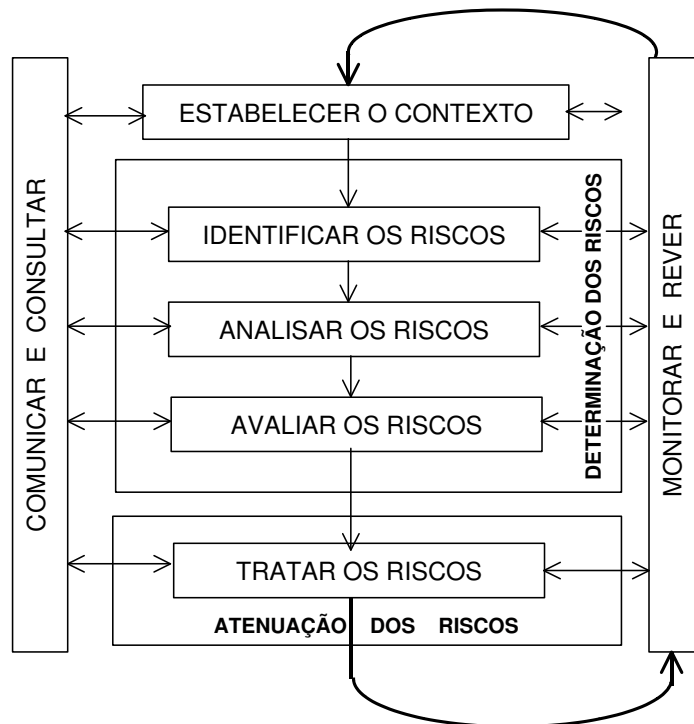 ESTABELECER O CONTEXTO
IDENTIFICAR OS RISCOS
ANALISAR OS RISCOS
AVALIAR OS RISCOS
DETERMINAÇÃO DOS RISCOS
TRATAR OS RISCOS
ATENUAÇÃO DOS RISCOS
COMUNICAR E CONSULTAR
MONITORAR E REVER